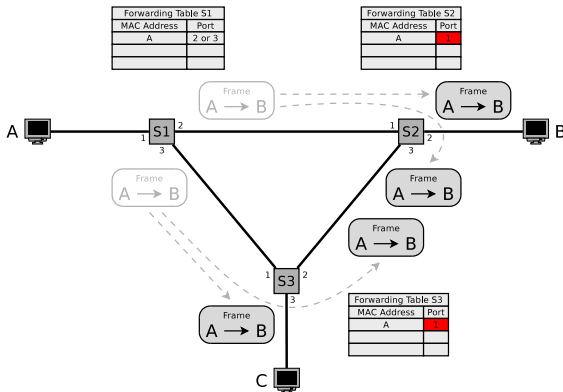 Forwarding Table S1
MAC Address Port
A 2 or 3
Forwarding Table S2
MAC Address Port
A 1
Frame
A B
Frame
A B
A
1
S1
2
3
1
S2
2
3
B
Frame
A B
Frame
A B
Frame
A B
1
S3
2
3
Frame
A B
Forwarding Table S3
MAC Address Port
A 1
C